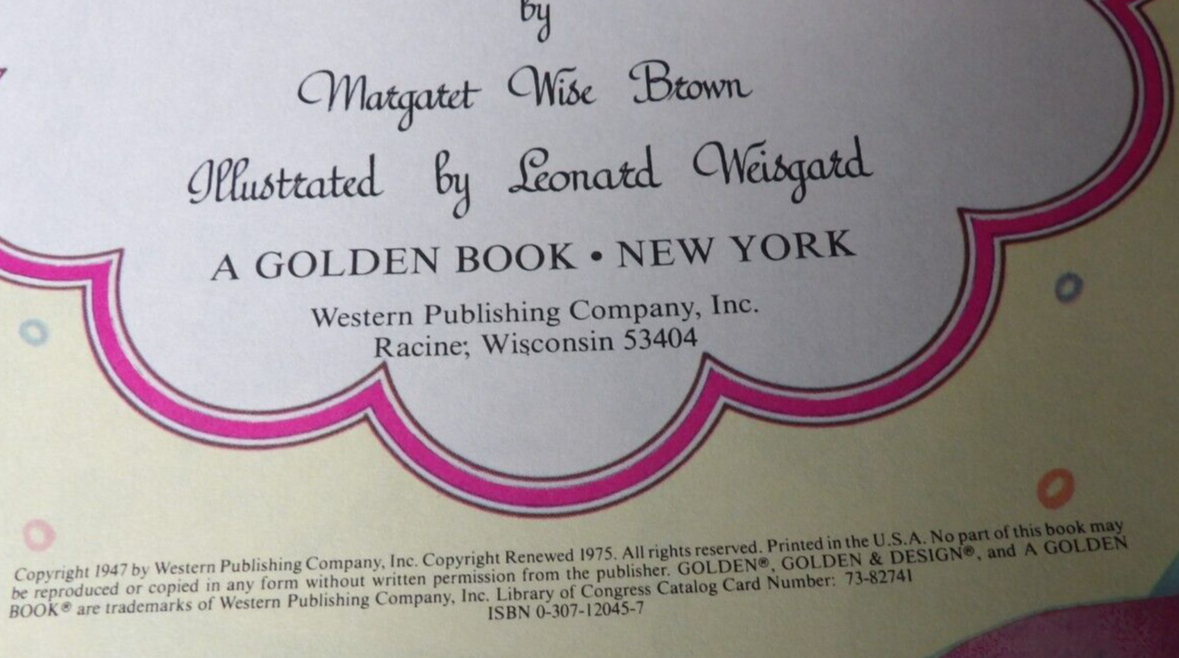 by
Margaret Wise Brown
Illustrated by Leonard Weisgard
A GOLDEN BOOK • NEW YORK
Western Publishing Company, Inc.
Racine, Wisconsin 53404
Copyright 1947 by Western Publishing Company, Inc. Copyright Renewed 1975. All rights reserved. Printed in the U.S.A. No part of this book may
be reproduced or copied in any form without written permission from the publisher. GOLDEN®, GOLDEN & DESIGN®, and A GOLDEN
BOOK® are trademarks of Western Publishing Company, Inc. Library of Congress Catalog Card Number: 73-82741
ISBN 0-307-12045-7